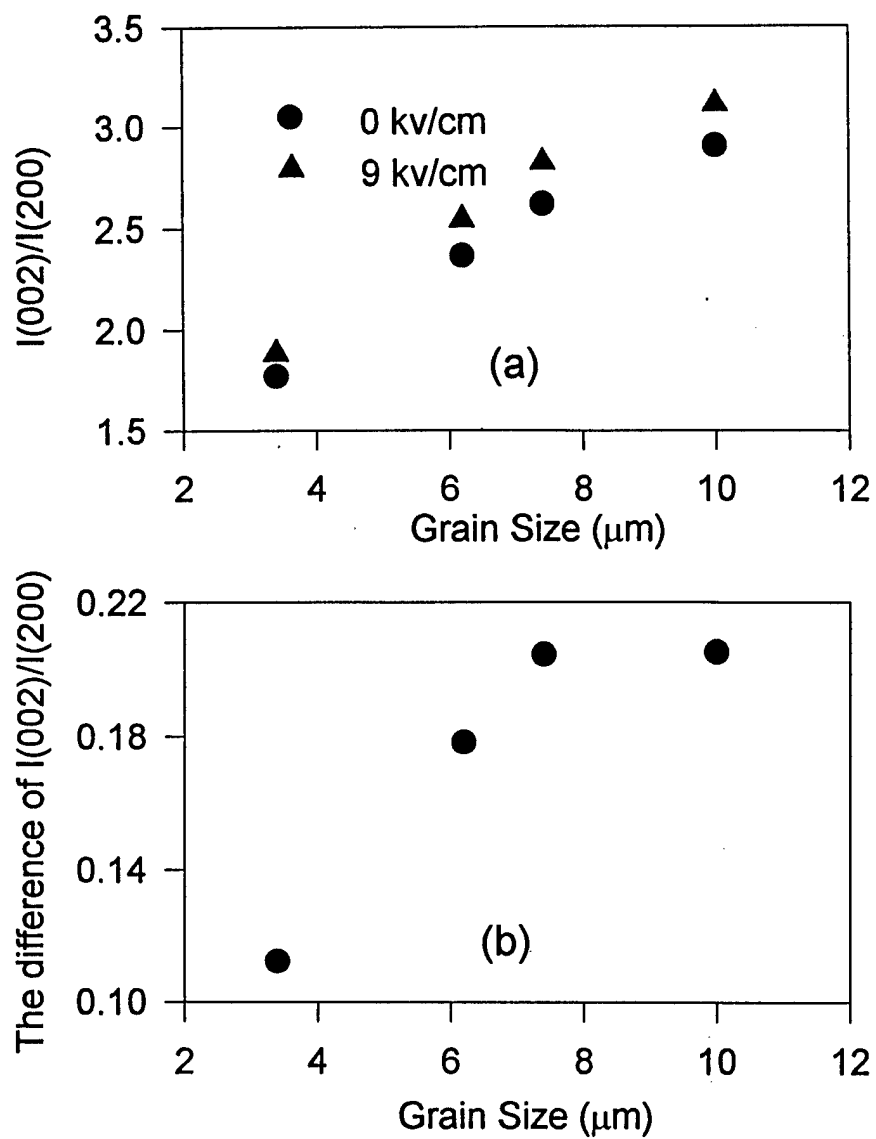 3.5
3.0
2.5
2.0
1.5
I(002)/I(200)
0 kv/cm
9 kv/cm
(a)
2 4 6 8 10 12
Grain Size (μm)
0.22
0.18
0.14
0.10
The difference of I(002)/I(200)
(b)
2 4 6 8 10 12
Grain Size (μm)